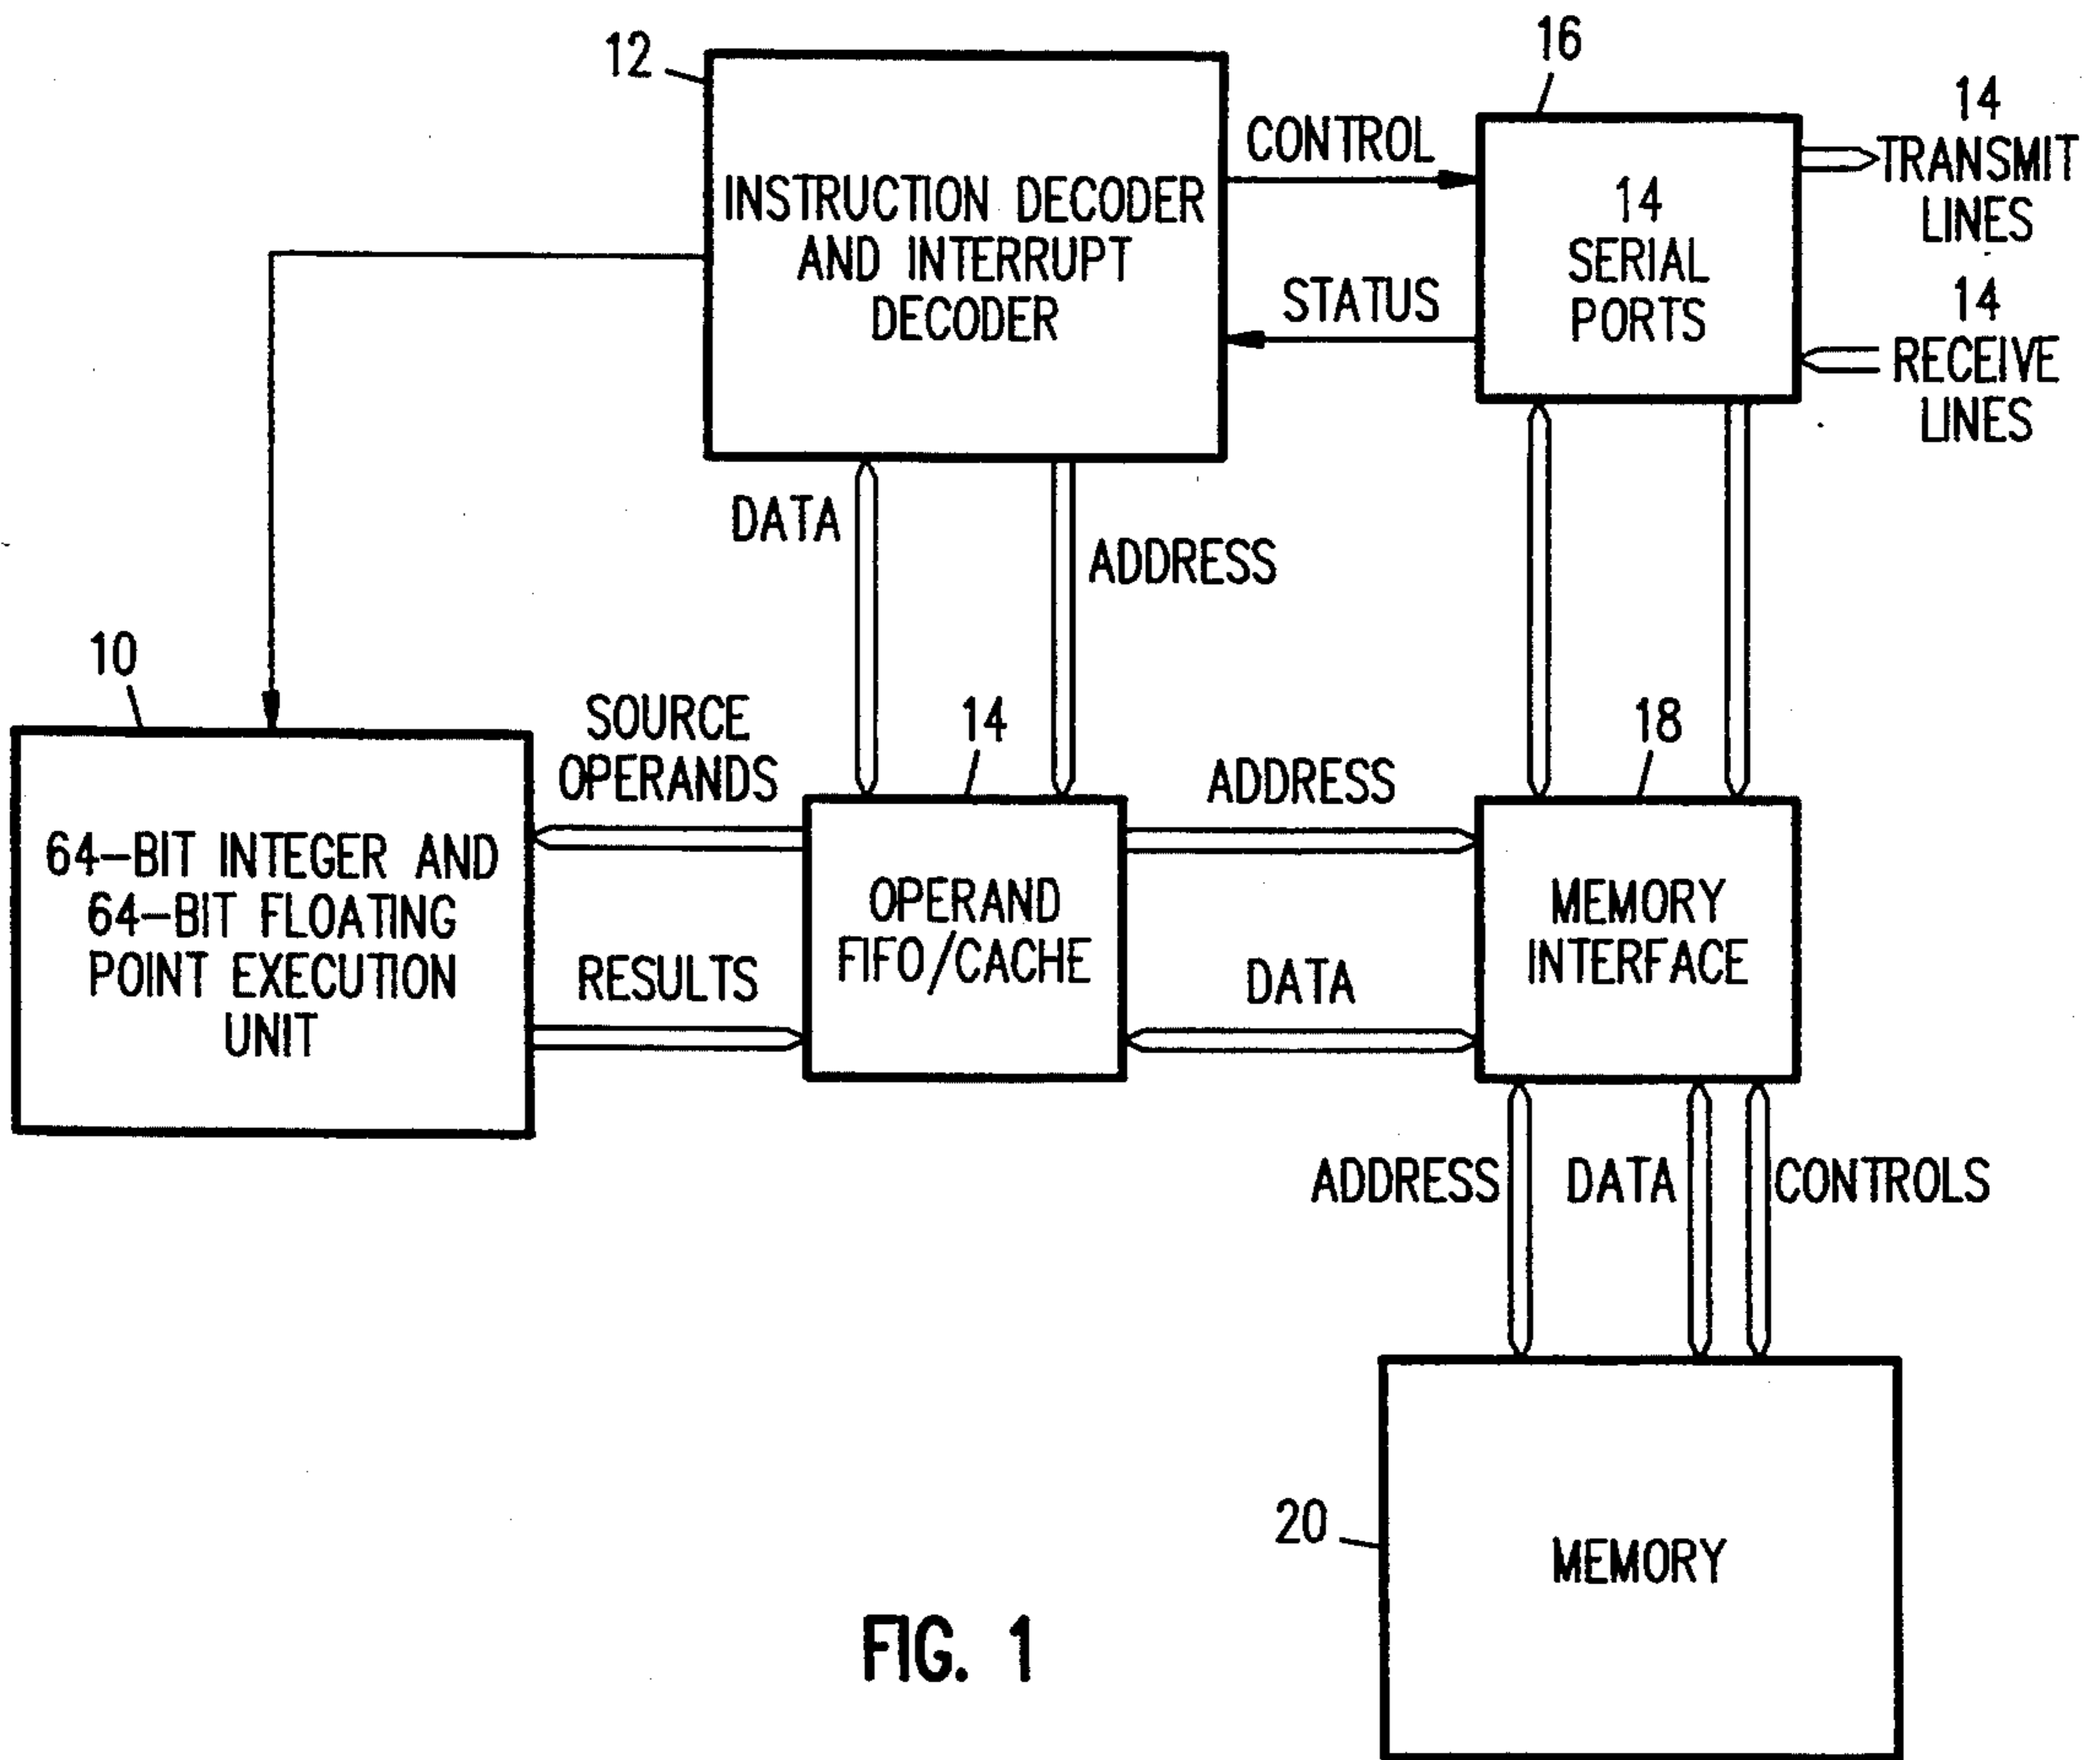 12
16
14
TRANSMIT
LINES
CONTROL
INSTRUCTION DECODER
AND INTERRUPT
DECODER
14
SERIAL
PORTS
STATUS
14
RECEIVE
LINES
DATA
ADDRESS
10
SOURCE
OPERANDS
14
18
ADDRESS
64-BIT INTEGER AND
64-BIT FLOATING
POINT EXECUTION
UNIT
OPERAND
FIFO/CACHE
MEMORY
INTERFACE
RESULTS
DATA
ADDRESS
DATA
CONTROLS
20
MEMORY
FIG. 1